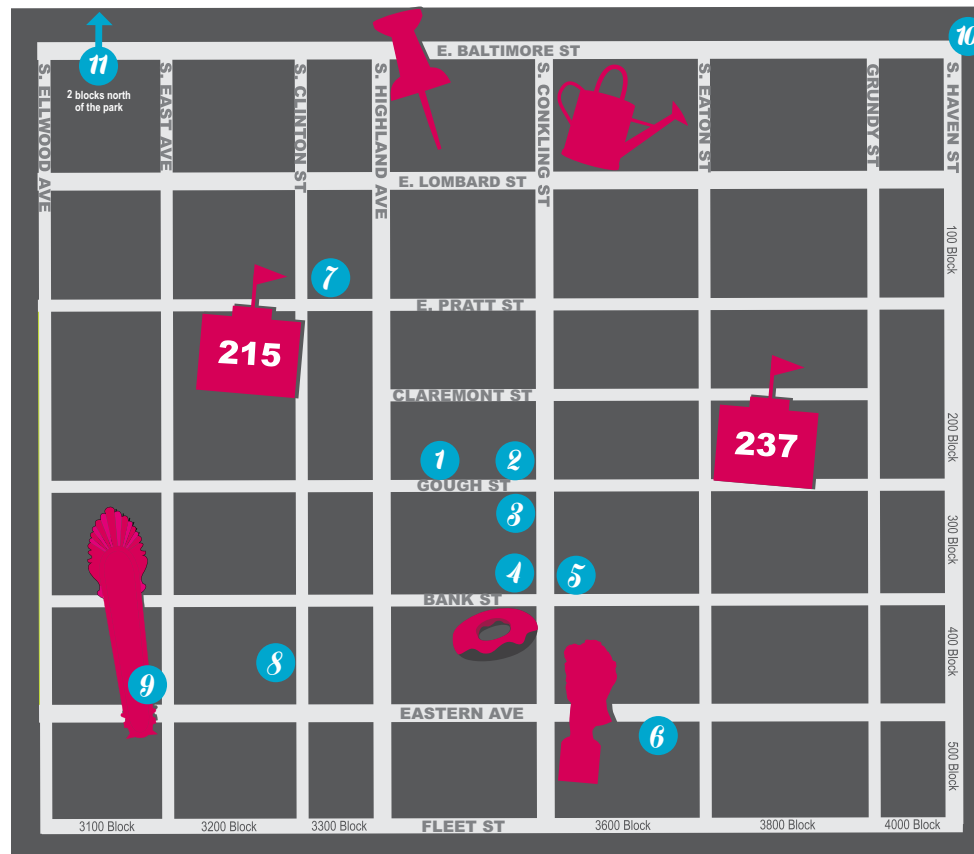 10
E. BALTIMORE ST
11
2 blocks north
of the park
S. ELLWOOD AVE
S. EAST AVE
S. CLINTON ST
S. HIGHLAND AVE
S. CONKLING ST
S. EATON ST
GRUNDY ST
S. HAVEN ST
E. LOMBARD ST
100 Block
7
E. PRATT ST
215
CLAREMONT ST
237
200 Block
1
2
GOUGH ST
3
300 Block
4
5
BANK ST
400 Block
8
9
EASTERN AVE
6
500 Block
3100 Block
3200 Block
3300 Block
FLEET ST
3600 Block
3800 Block
4000 Block